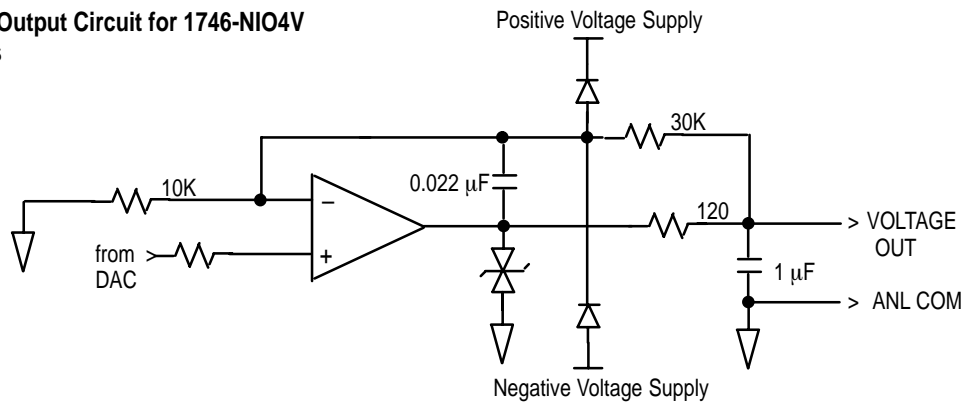 Output Circuit for 1746-NIO4V
s
Positive Voltage Supply
30K
10K
0.022 μF
−
+
120
> VOLTAGE
OUT
from >
DAC
1 μF
> ANL COM
Negative Voltage Supply